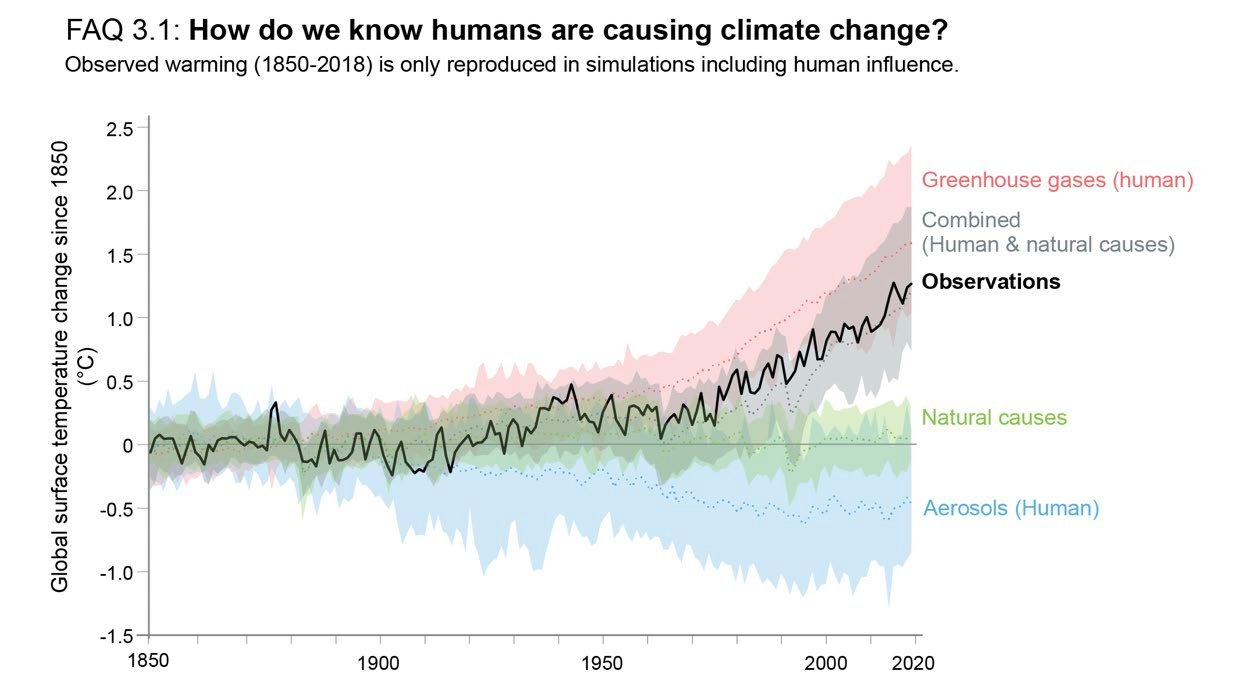 FAQ 3.1: How do we know humans are causing climate change?
Observed warming (1850-2018) is only reproduced in simulations including human influence.
Global surface temperature change since 1850
(°C)
2.5
2.0
1.5
1.0
0.5
0
-0.5
-1.0
-1.5
1850
1900
1950
2000
2020
Greenhouse gases (human)
Combined
(Human & natural causes)
Observations
Natural causes
Aerosols (Human)